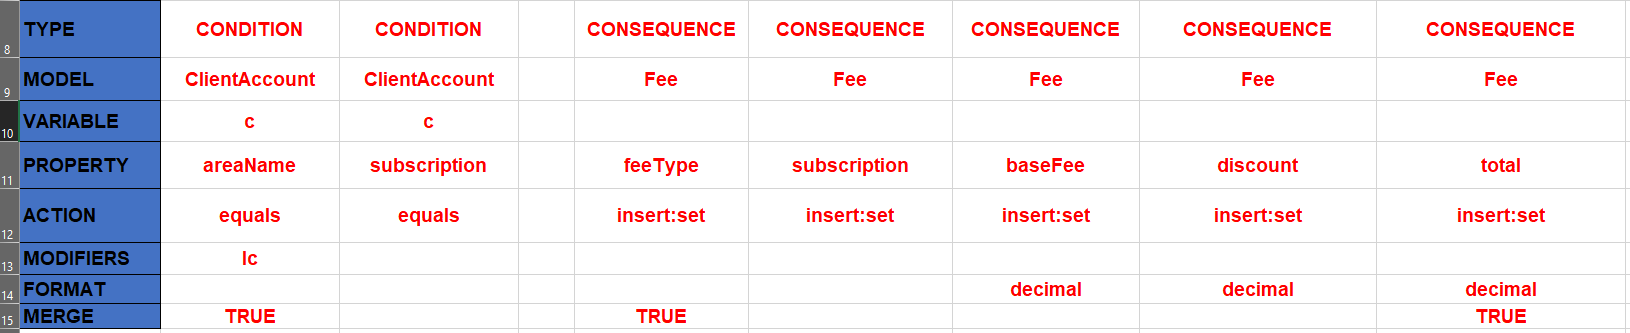 8 TYPE CONDITION CONDITION CONSEQUENCE CONSEQUENCE CONSEQUENCE CONSEQUENCE CONSEQUENCE
9 MODEL ClientAccount ClientAccount Fee Fee Fee Fee Fee
10 VARIABLE c c
11 PROPERTY areaName subscription feeType subscription baseFee discount total
12 ACTION equals equals insert:set insert:set insert:set insert:set insert:set
13 MODIFIERS lc
14 FORMAT decimal decimal decimal
15 MERGE TRUE TRUE TRUE